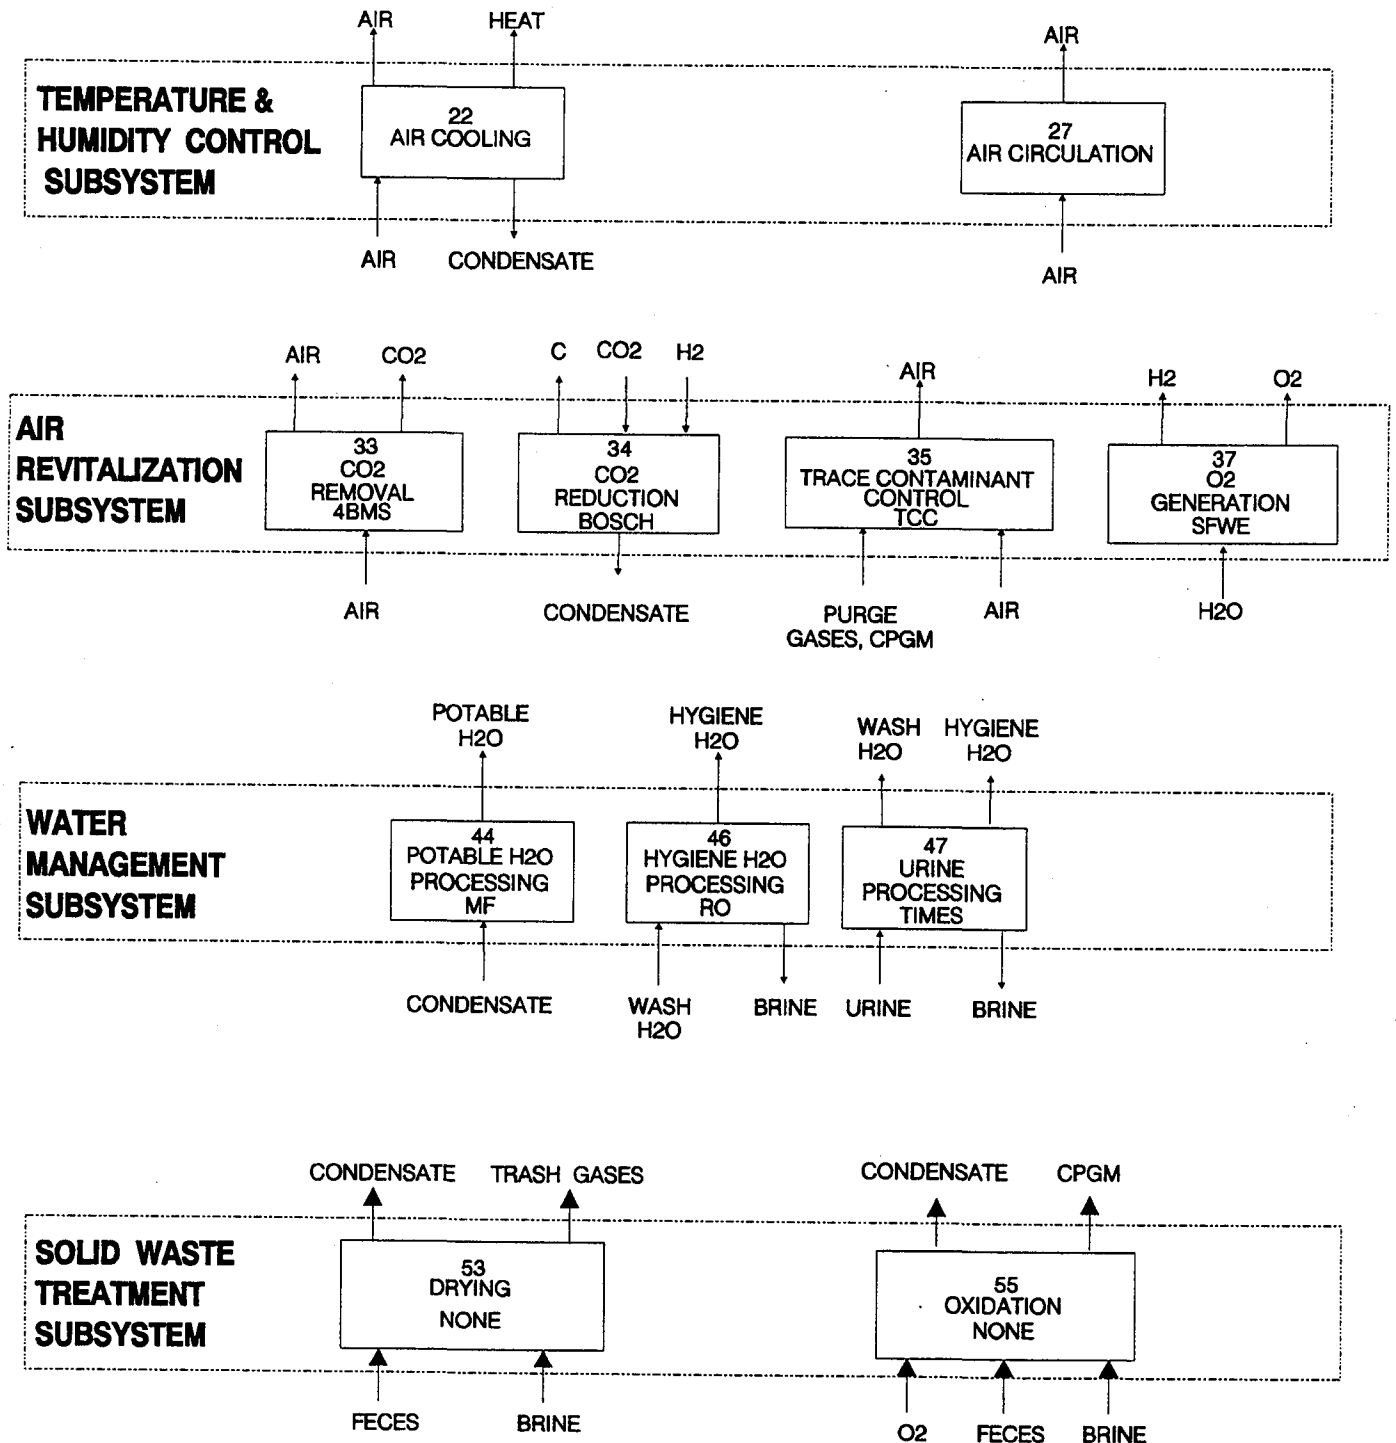 AIR
HEAT
AIR
TEMPERATURE &
HUMIDITY CONTROL
SUBSYSTEM
22
AIR COOLING
27
AIR CIRCULATION
AIR
CONDENSATE
AIR
AIR
CO2
C
CO2
H2
AIR
H2
O2
AIR
REVITALIZATION
SUBSYSTEM
33
CO2
REMOVAL
4BMS
34
CO2
REDUCTION
BOSCH
35
TRACE CONTAMINANT
CONTROL
TCC
37
O2
GENERATION
SFWE
AIR
CONDENSATE
PURGE
GASES, CPGM
AIR
H2O
POTABLE
H2O
HYGIENE
H2O
WASH
H2O
HYGIENE
H2O
WATER
MANAGEMENT
SUBSYSTEM
44
POTABLE H2O
PROCESSING
MF
46
HYGIENE H2O
PROCESSING
RO
47
URINE
PROCESSING
TIMES
CONDENSATE
WASH
H2O
BRINE
URINE
BRINE
CONDENSATE
TRASH GASES
CONDENSATE
CPGM
SOLID WASTE
TREATMENT
SUBSYSTEM
53
DRYING
NONE
55
OXIDATION
NONE
FECES
BRINE
O2
FECES
BRINE